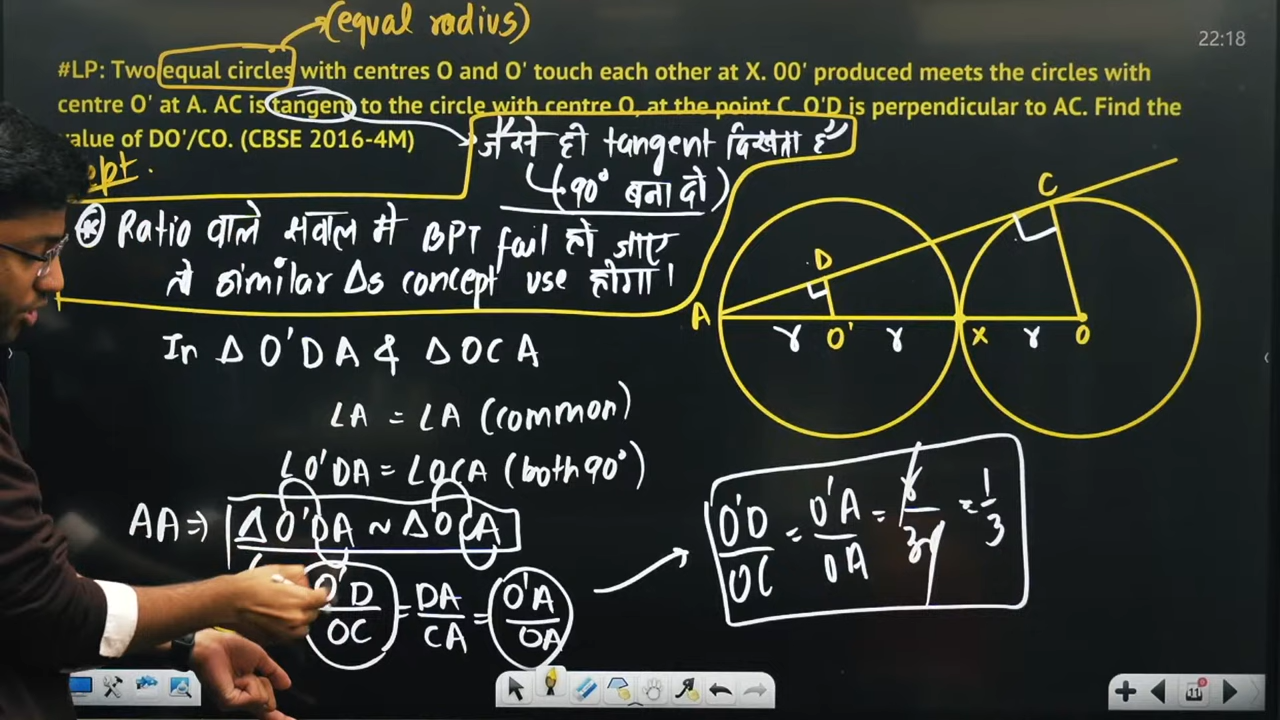 (equal radius)
22:18
#LP: Two equal circles with centres O and O' touch each other at X. 00' produced meets the circles with
centre O' at A. AC is tangent to the circle with centre O, at the point C. O'D is perpendicular to AC. Find the
value of DO'/CO. (CBSE 2016-4M)
"जैसे ही tangent दिखता है"
90° बना दो)
Ratio वाले सवाल में BPT fail हो जाए
तो similar Δs concept use होगा।
In Δ O'DA & Δ OCA
∠A = ∠A (common)
∠O'DA = ∠OCA (both 90°)
AA ⇒ Δ O'DA ~ Δ OCA
O'D/OC = DA/CA = O'A/OA
O'D/OC = O'A/OA = r/3r = 1/3
C
D
A
r O' r X r O
11